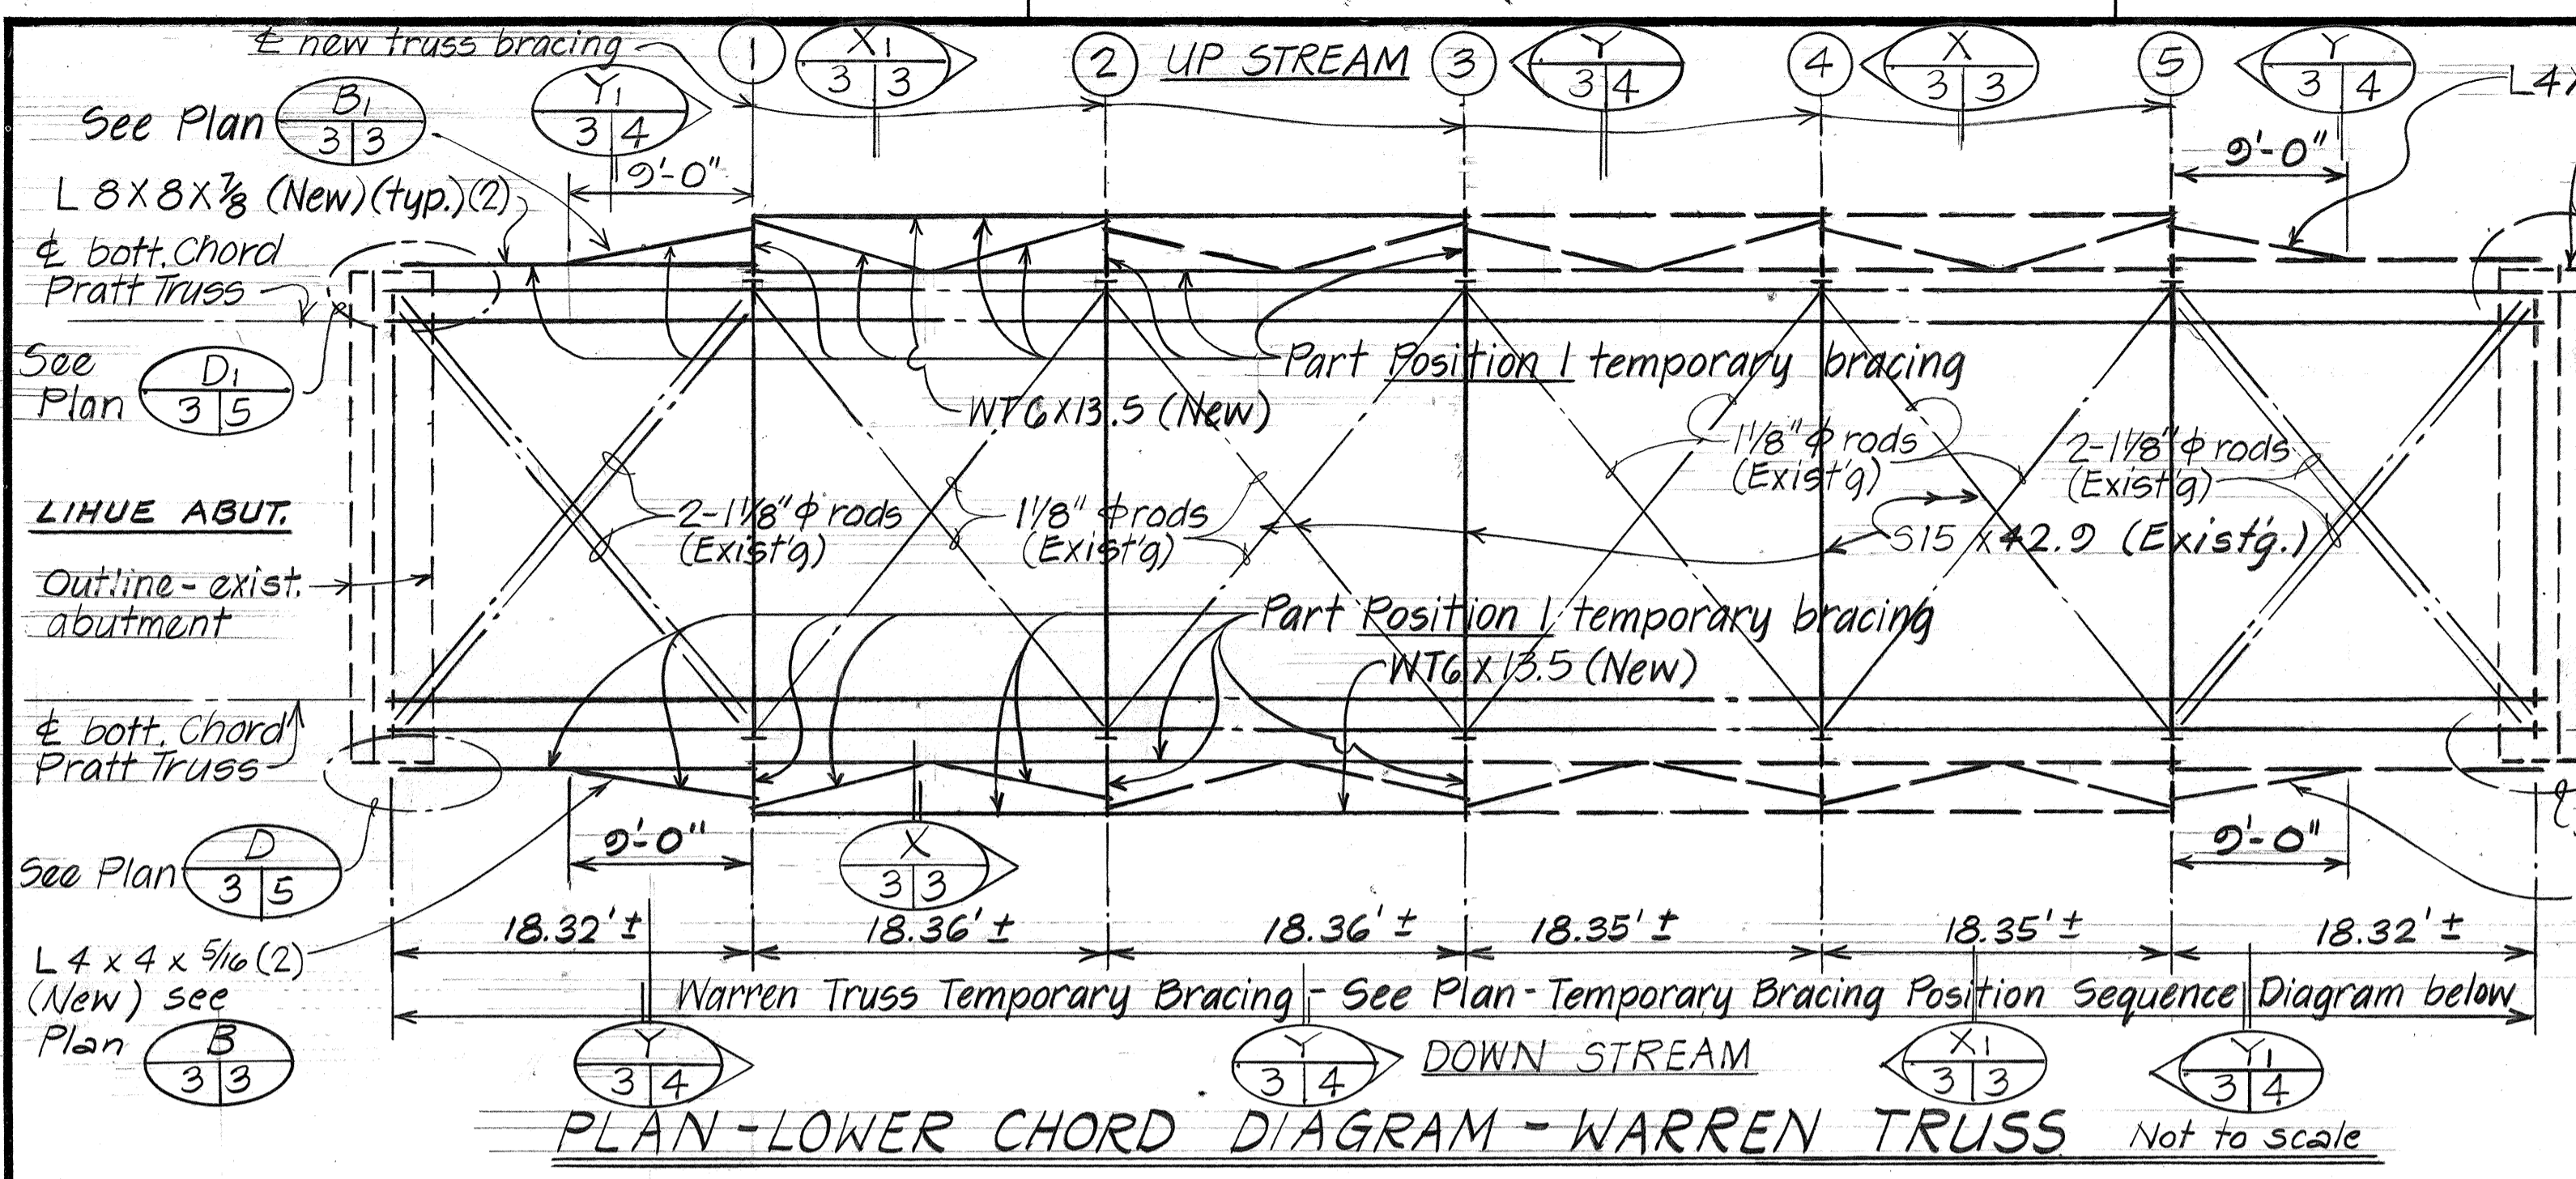 ℄ new truss bracing
1
X1
3 3
2
UP STREAM
3
Y
3 4
4
X
3 3
5
Y
3 4
See Plan
B1
3 3
Y1
3 4
L4X
9'-0"
9'-0"
L 8 X 8 X 7/8 (New)(typ.)(2)
℄ bott. Chord
Pratt Truss
See
Plan
D1
3 5
Part Position 1 temporary bracing
WT6X13.5 (New)
1 1/8" ϕ rods
(Exist'g)
2-1 1/8" ϕ rods
(Exist'g)
LIHUE ABUT.
2-1 1/8" ϕ rods
(Exist'g)
1 1/8" ϕ rods
(Exist'g)
S15 x 42.9 (Exist'g.)
Outline - exist.
abutment
Part Position 1 temporary bracing
WT6 X 13.5 (New)
℄ bott. Chord
Pratt Truss
See Plan
D
3 5
9'-0"
X
3 3
9'-0"
18.32' ±
18.36' ±
18.36' ±
18.35' ±
18.35' ±
18.32' ±
L 4 x 4 x 5/16 (2)
(New) see
Plan
B
3 3
Warren Truss Temporary Bracing - See Plan - Temporary Bracing Position Sequence Diagram below
Y
3 4
Y
3 4
DOWN STREAM
X1
3 3
Y1
3 4
PLAN - LOWER CHORD DIAGRAM - WARREN TRUSS Not to scale